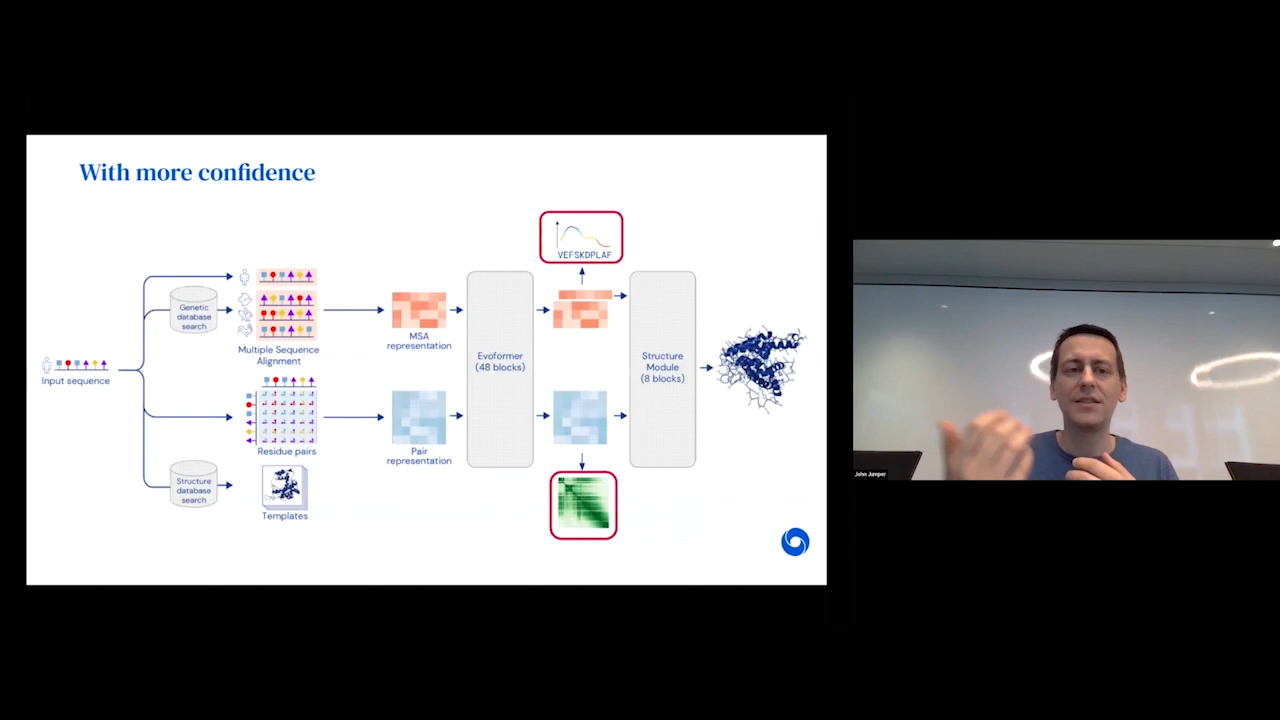 With more confidence
VEFSKDPLAF
Genetic
database
search
Multiple Sequence
Alignment
MSA
representation
Evoformer
(48 blocks)
Structure
Module
(8 blocks)
Input sequence
Residue pairs
Pair
representation
Structure
database
search
Templates
John Jumper